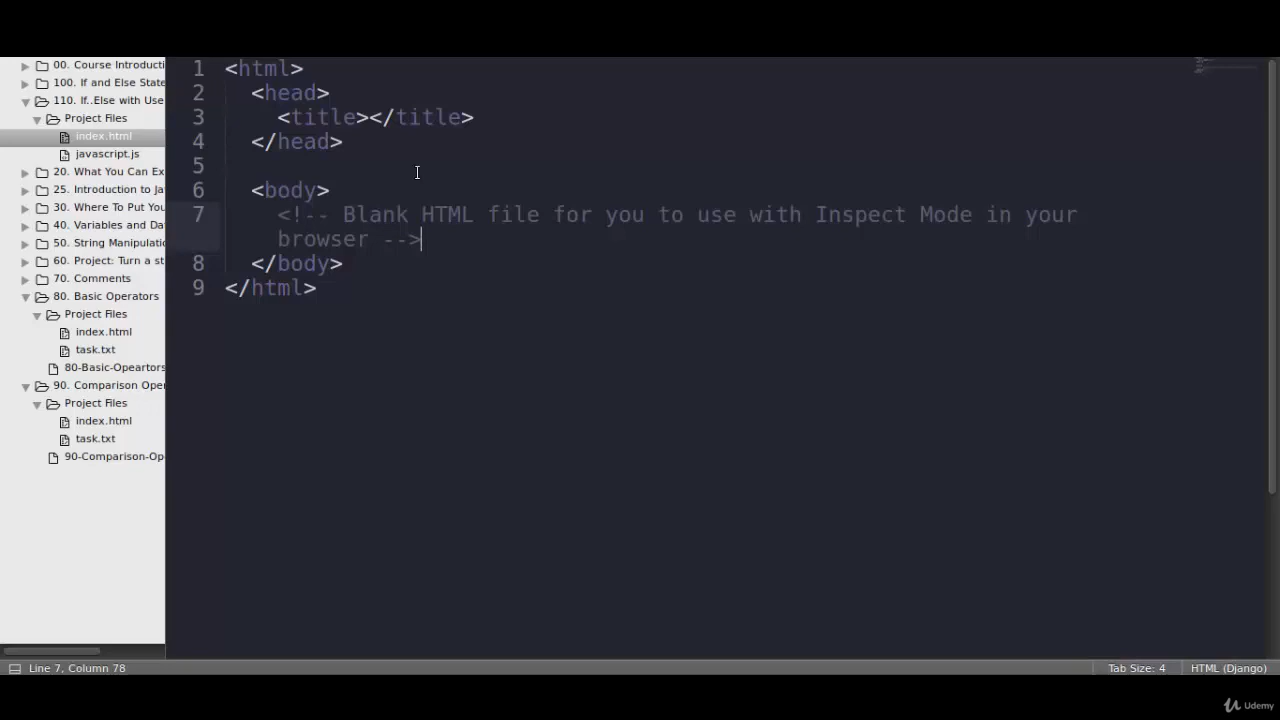 00. Course Introducti
100. If and Else State
110. If..Else with Use
Project Files
index.html
javascript.js
20. What You Can Ex
25. Introduction to Ja
30. Where To Put You
40. Variables and Da
50. String Manipulati
60. Project: Turn a st
70. Comments
80. Basic Operators
Project Files
index.html
task.txt
80-Basic-Opeartors
90. Comparison Oper
Project Files
index.html
task.txt
90-Comparison-Op
1 <html>
2 <head>
3 <title></title>
4 </head>
5
6 <body>
7 <!-- Blank HTML file for you to use with Inspect Mode in your
browser -->
8 </body>
9 </html>
Line 7, Column 78
Tab Size: 4
HTML (Django)
Udemy